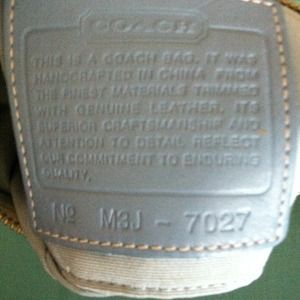 COACH
THIS IS A COACH BAG. IT WAS
HANDCRAFTED IN CHINA FROM
THE FINEST MATERIALS TRIMMED
WITH GENUINE LEATHER. ITS
SUPERIOR CRAFTSMANSHIP AND
ATTENTION TO DETAIL REFLECT
OUR COMMITMENT TO ENDURING
QUALITY.
Nº M3J - 7027